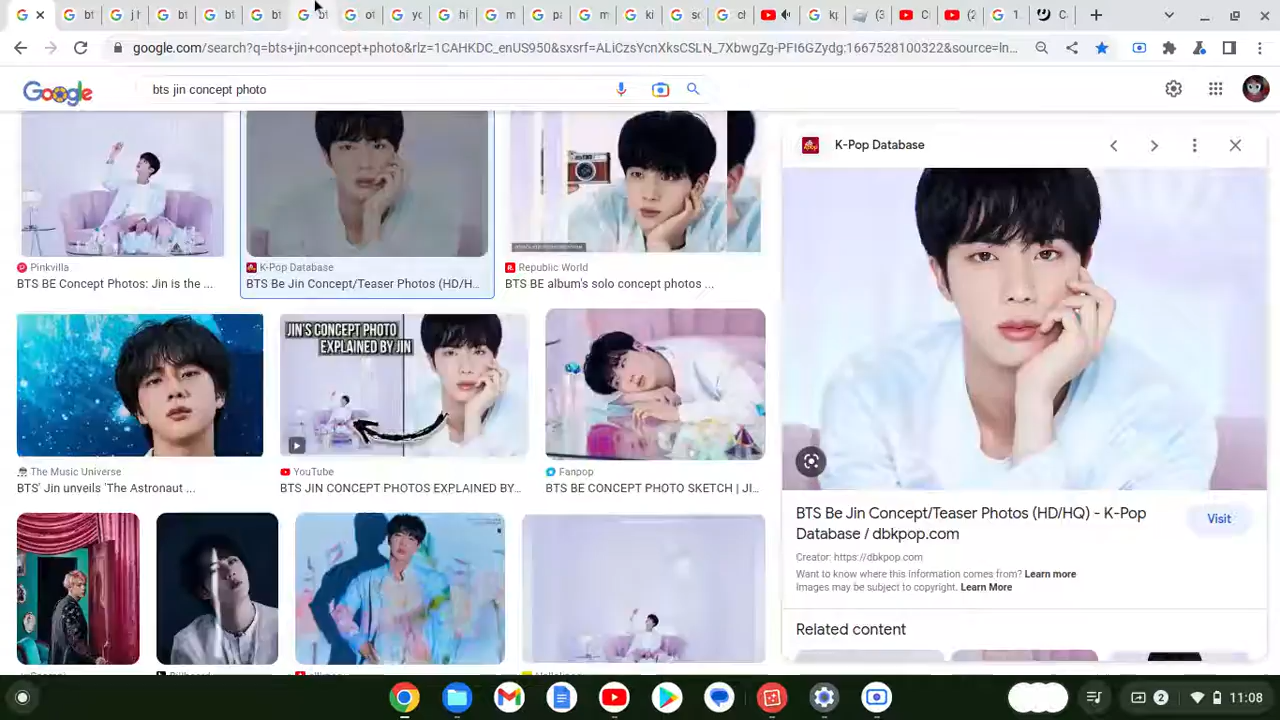 google.com/search?q=bts+jin+concept+photo&rlz=1CAHKDC_enUS950&sxsrf=ALiCzsYcnXksCSLN_7XbwgZg-PFI6GZydg:1667528100322&source=ln...
Google
bts jin concept photo
K-Pop Database
Pinkvilla
BTS BE Concept Photos: Jin is the ...
K-Pop Database
BTS Be Jin Concept/Teaser Photos (HD/H...
Republic World
BTS BE album's solo concept photos ...
JIN'S CONCEPT PHOTO
EXPLAINED BY JIN
The Music Universe
BTS' Jin unveils 'The Astronaut ...
YouTube
BTS JIN CONCEPT PHOTOS EXPLAINED BY...
Fanpop
BTS BE CONCEPT PHOTO SKETCH | JI...
BTS Be Jin Concept/Teaser Photos (HD/HQ) - K-Pop
Database / dbkpop.com
Visit
Creator: https://dbkpop.com
Want to know where this information comes from? Learn more
Images may be subject to copyright. Learn More
Related content
2
11:08